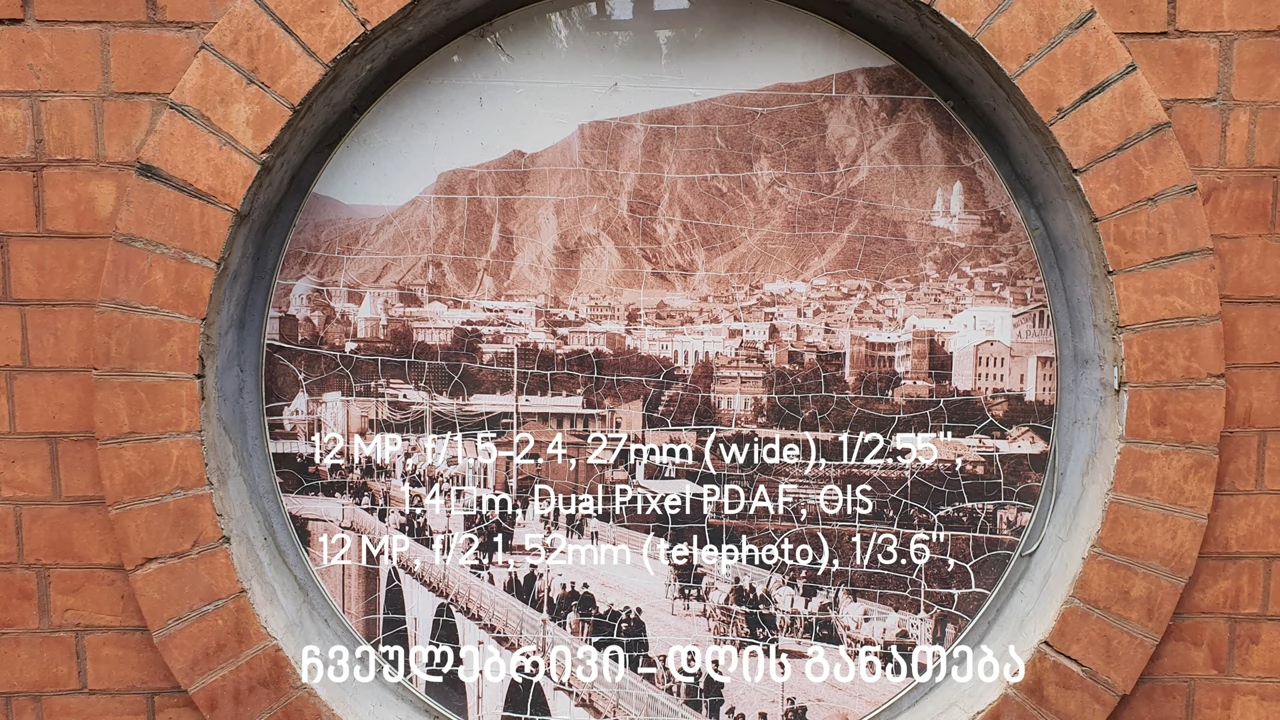 12 MP, f/1.5-2.4, 27mm (wide), 1/2.55",
1.4□m, Dual Pixel PDAF, OIS
12 MP, f/2.1, 52mm (telephoto), 1/3.6",
ჩვეულებრივი - დღის განათება